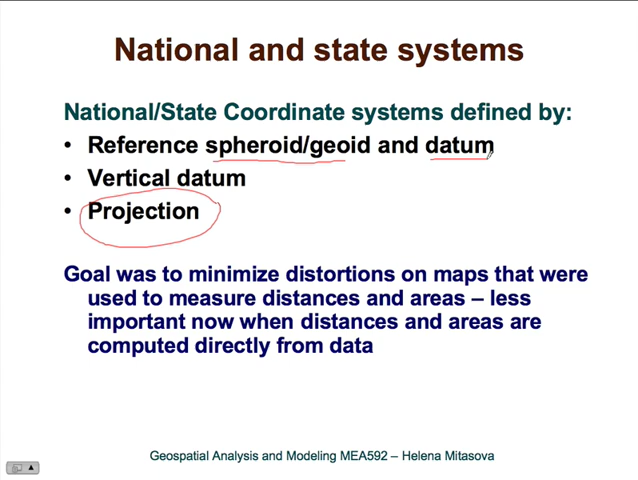 National and state systems
National/State Coordinate systems defined by:
• Reference spheroid/geoid and datum
• Vertical datum
• Projection
Goal was to minimize distortions on maps that were
used to measure distances and areas – less
important now when distances and areas are
computed directly from data
Geospatial Analysis and Modeling MEA592 – Helena Mitasova